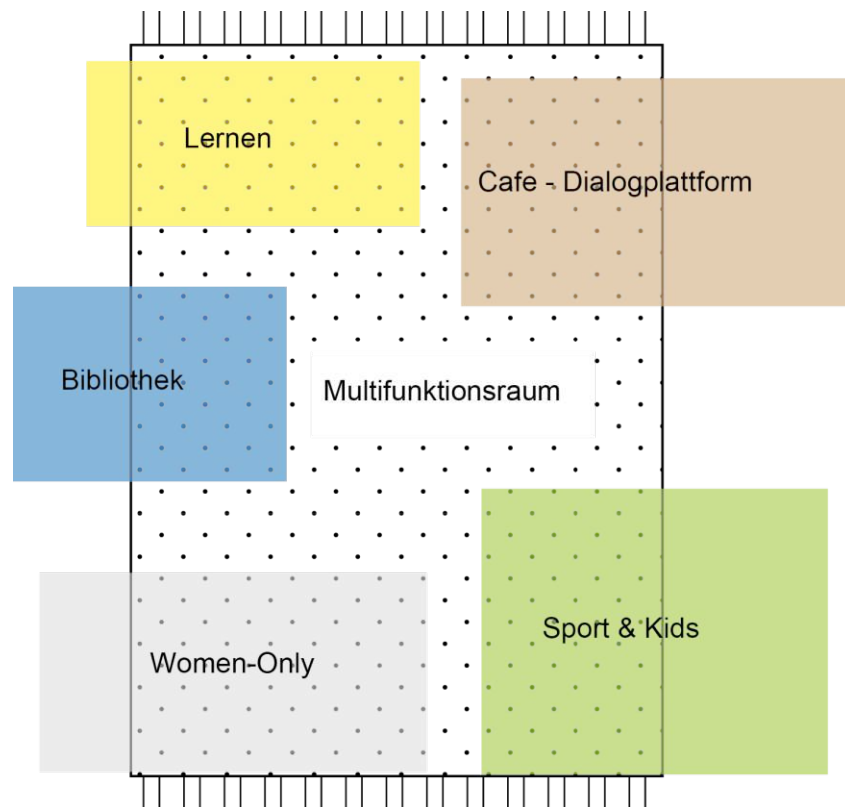 Lernen
Cafe - Dialogplattform
Bibliothek
Multifunktionsraum
Sport & Kids
Women-Only